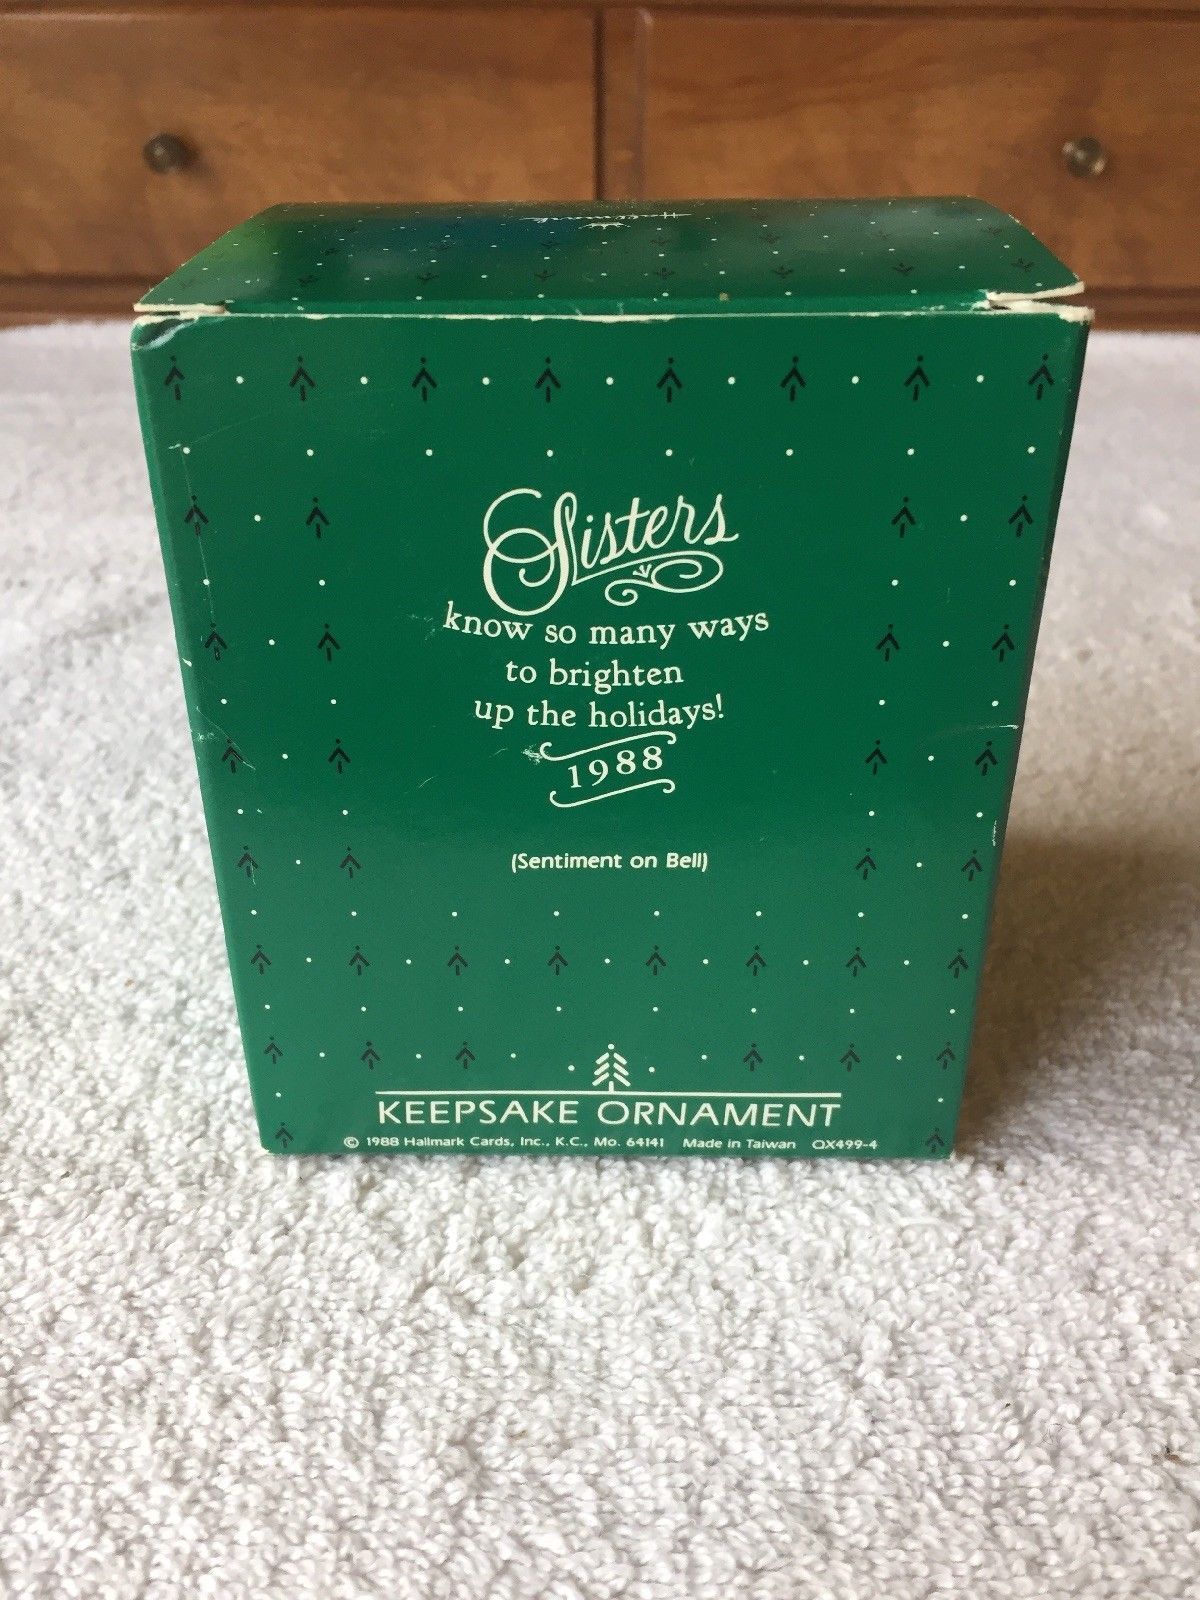 Hallmark
Sisters
know so many ways
to brighten
up the holidays!
1988
(Sentiment on Bell)
KEEPSAKE ORNAMENT
© 1988 Hallmark Cards, Inc., K.C., Mo. 64141 Made in Taiwan QX499-4